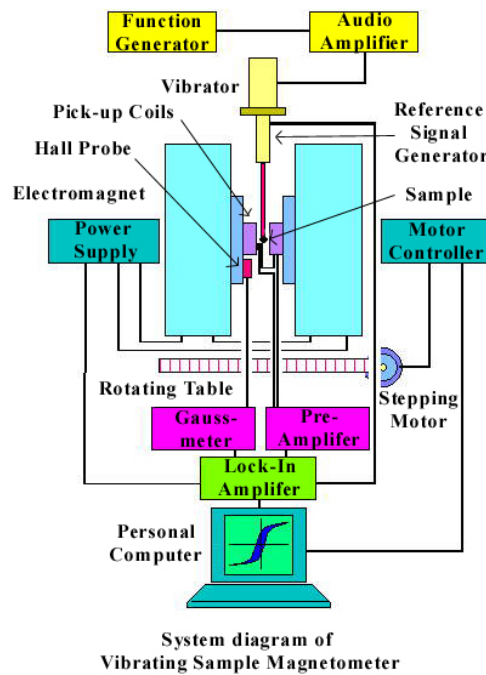 Function
Generator
Audio
Amplifier
Vibrator
Pick-up Coils
Hall Probe
Electromagnet
Reference
Signal
Generator
Sample
Power
Supply
Motor
Controller
Rotating Table
Stepping
Motor
Gauss-
meter
Pre-
Amplifer
Lock-In
Amplifer
Personal
Computer
System diagram of
Vibrating Sample Magnetometer